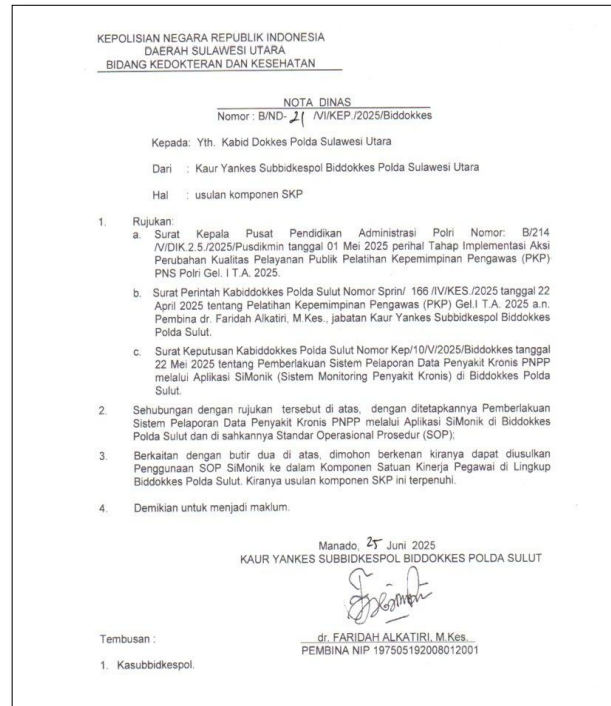 KEPOLISIAN NEGARA REPUBLIK INDONESIA
DAERAH SULAWESI UTARA
BIDANG KEDOKTERAN DAN KESEHATAN
NOTA DINAS
Nomor : B/ND- 21 /VI/KEP./2025/Biddokkes
Kepada: Yth. Kabid Dokkes Polda Sulawesi Utara
Dari : Kaur Yankes Subbidkespol Biddokkes Polda Sulawesi Utara
Hal : usulan komponen SKP
1. Rujukan:
a. Surat Kepala Pusat Pendidikan Administrasi Polri Nomor: B/214
/V/DIK.2.5./2025/Pusdikmin tanggal 01 Mei 2025 perihal Tahap Implementasi Aksi
Perubahan Kualitas Pelayanan Publik Pelatihan Kepemimpinan Pengawas (PKP)
PNS Polri Gel. I T.A. 2025.
b. Surat Perintah Kabiddokkes Polda Sulut Nomor Sprin/ 166 /IV/KES./2025 tanggal 22
April 2025 tentang Pelatihan Kepemimpinan Pengawas (PKP) Gel.I T.A. 2025 a.n.
Pembina dr. Faridah Alkatiri, M.Kes., jabatan Kaur Yankes Subbidkespol Biddokkes
Polda Sulut.
c. Surat Keputusan Kabiddokkes Polda Sulut Nomor Kep/10/V/2025/Biddokkes tanggal
22 Mei 2025 tentang Pemberlakuan Sistem Pelaporan Data Penyakit Kronis PNPP
melalui Aplikasi SiMonik (Sistem Monitoring Penyakit Kronis) di Biddokkes Polda
Sulut.
2. Sehubungan dengan rujukan tersebut di atas, dengan ditetapkannya Pemberlakuan
Sistem Pelaporan Data Penyakit Kronis PNPP melalui Aplikasi SiMonik di Biddokkes
Polda Sulut dan di sahkannya Standar Operasional Prosedur (SOP);
3. Berkaitan dengan butir dua di atas, dimohon berkenan kiranya dapat diusulkan
Penggunaan SOP SiMonik ke dalam Komponen Satuan Kinerja Pegawai di Lingkup
Biddokkes Polda Sulut. Kiranya usulan komponen SKP ini terpenuhi.
4. Demikian untuk menjadi maklum.
Manado, 25 Juni 2025
KAUR YANKES SUBBIDKESPOL BIDDOKKES POLDA SULUT
dr. FARIDAH ALKATIRI, M.Kes.
PEMBINA NIP 197505192008012001
Tembusan :
1. Kasubbidkespol.